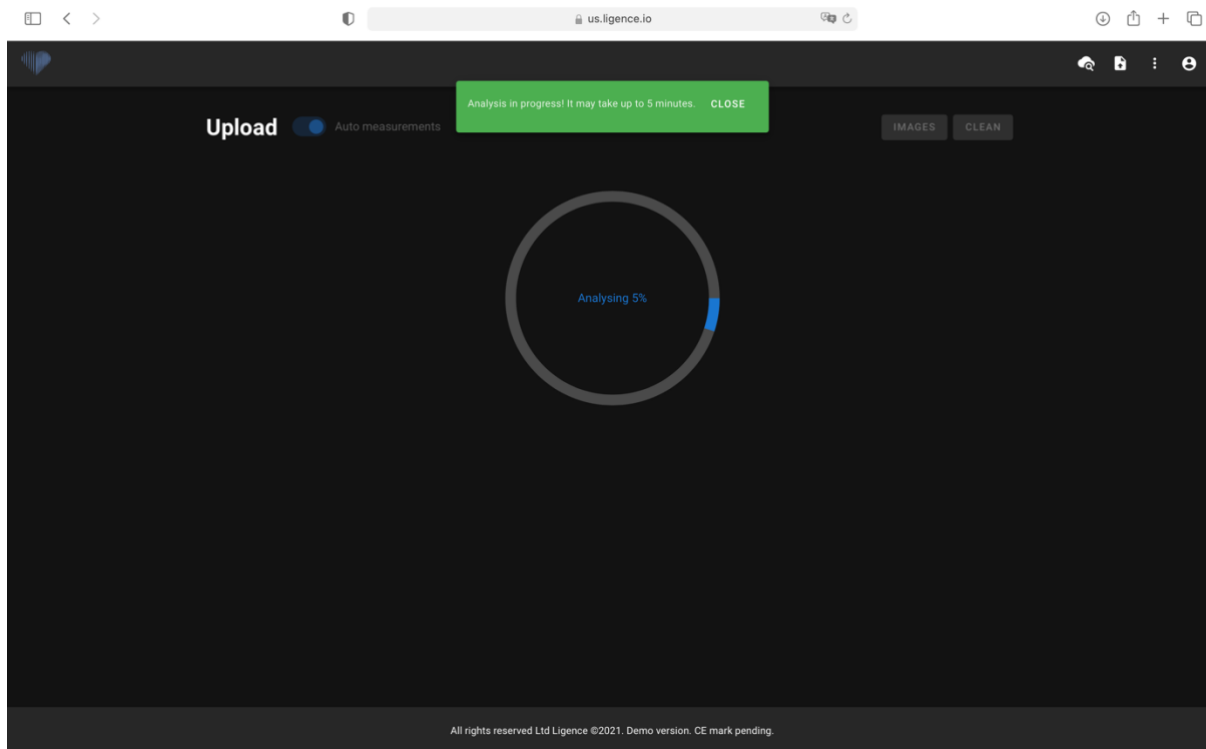 us.ligence.io
Analysis in progress! It may take up to 5 minutes. CLOSE
Upload Auto measurements IMAGES CLEAN
Analysing 5%
All rights reserved Ltd Ligence ©2021. Demo version. CE mark pending.